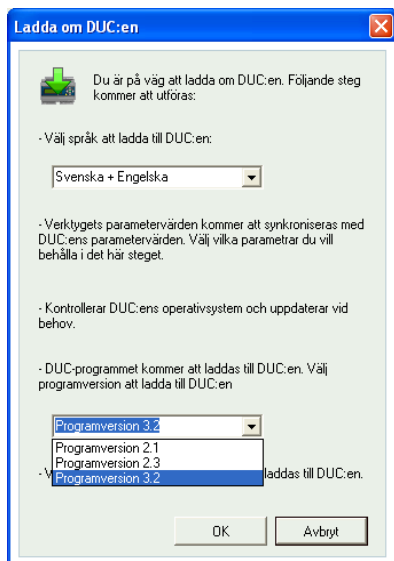 Ladda om DUC:en
Du är på väg att ladda om DUC:en. Följande steg
kommer att utföras:
- Välj språk att ladda till DUC:en:
Svenska + Engelska
- Verktygets parametervärden kommer att synkroniseras med
DUC:ens parametervärden. Välj vilka parametrar du vill
behålla i det här steget.
- Kontrollerar DUC:ens operativsystem och uppdaterar vid
behov.
- DUC-programmet kommer att laddas till DUC:en. Välj
programversion att ladda till DUC:en
Programversion 3.2
Programversion 2.1
Programversion 2.3
Programversion 3.2
laddas till DUC:en.
OK Avbryt